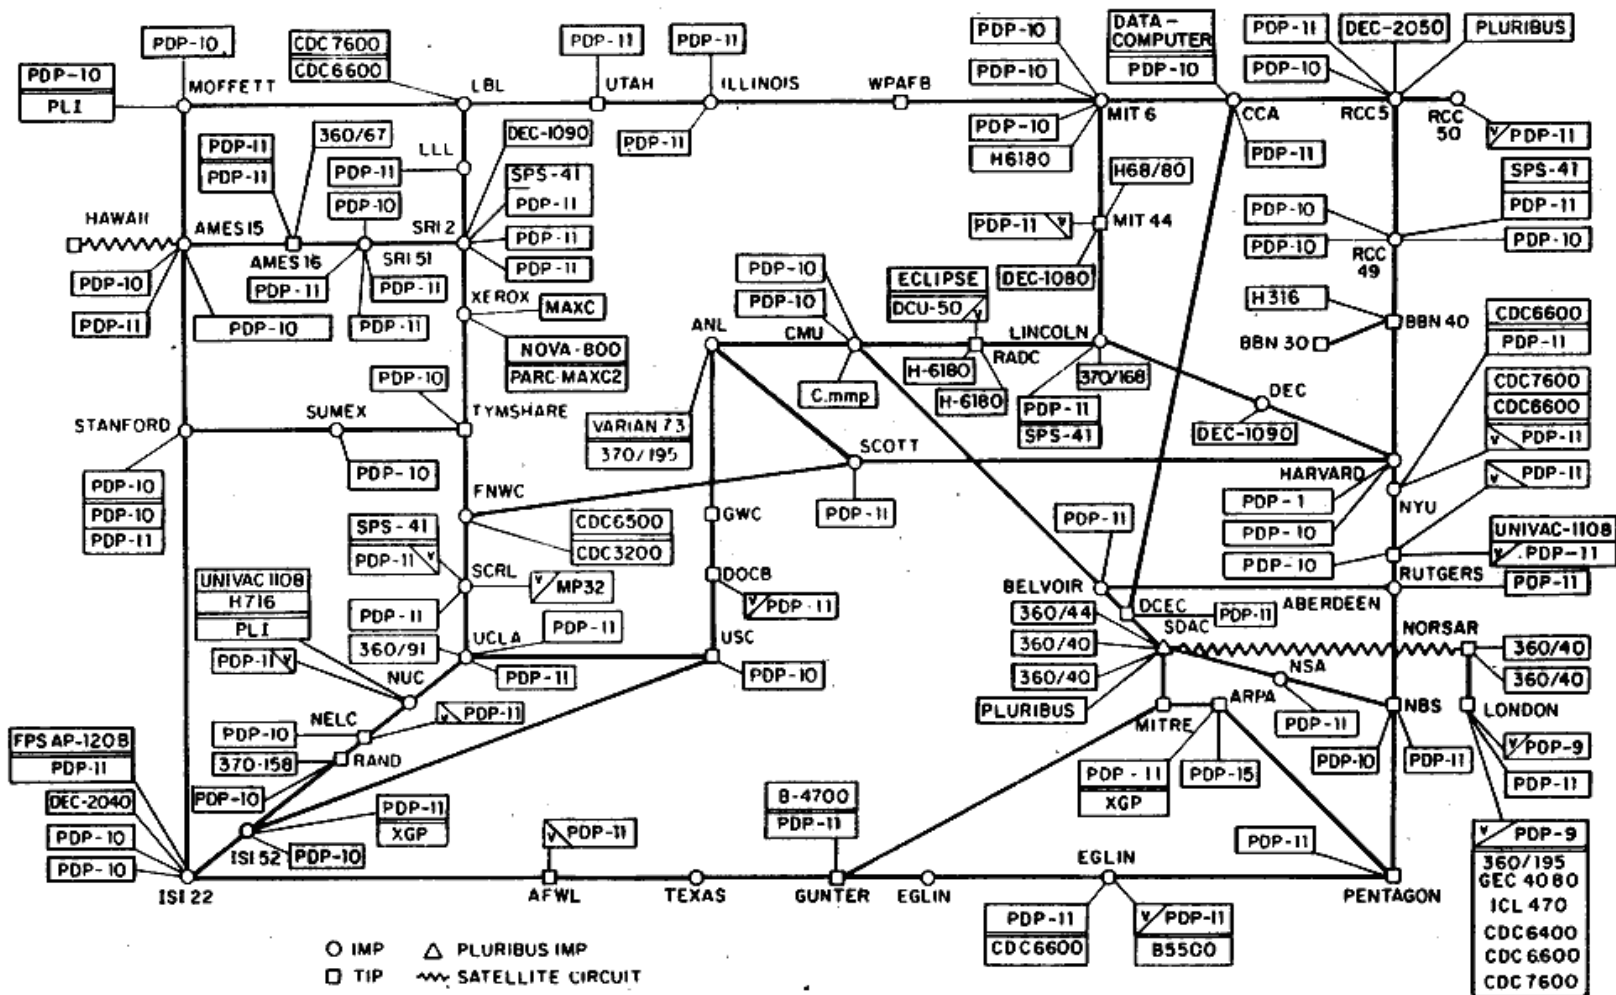 PDP-10
CDC 7600
CDC6600
PDP-11
PDP-11
PDP-10
DATA-
COMPUTER
PDP-10
PDP-11
DEC-2050
PLURIBUS
PDP-10
PLI
MOFFETT
LBL
UTAH
ILLINOIS
WPAFB
PDP-10
PDP-10
MIT 6
CCA
RCC5
RCC
50
PDP-11
PDP-10
H6180
PDP-11
V PDP-11
PDP-11
PDP-11
360/67
LLL
PDP-11
DEC-1090
SPS-41
PDP-11
H68/80
SPS-41
PDP-11
HAWAII
AMES15
PDP-10
SRI 2
PDP-11
PDP-11
PDP-11 V
MIT 44
PDP-10
PDP-10
RCC
49
PDP-10
AMES 16
SRI 51
PDP-10
PDP-11
PDP-11
PDP-11
PDP-10
PDP-11
XEROX
MAXC
PDP-10
PDP-10
ECLIPSE
DCU-50 V
DEC-1080
H316
BBN 40
BBN 30
CDC6600
PDP-11
NOVA-800
PARC-MAXC2
ANL
CMU
RADC
LINCOLN
H-6180
H-6180
370/168
C.mmp
PDP-11
SPS-41
DEC
DEC-1090
CDC7600
CDC6600
V PDP-11
PDP-10
TYMSHARE
STANFORD
SUMEX
PDP-10
VARIAN 73
370/195
SCOTT
PDP-11
HARVARD
V PDP-11
PDP-10
PDP-10
PDP-11
FNWC
CDC6500
CDC3200
GWC
PDP-11
PDP-1
PDP-10
PDP-10
NYU
UNIVAC-1108
V PDP-11
SPS-41
PDP-11 V
SCRL
V MP32
DOCB
V PDP-11
BELVOIR
RUTGERS
PDP-11
ABERDEEN
UNIVAC 1108
H716
PLI
PDP-11 V
PDP-11
360/91
UCLA
PDP-11
PDP-11
USC
PDP-10
360/44
360/40
360/40
PLURIBUS
DCEC
PDP-11
SDAC
NORSAR
360/40
360/40
NUC
NELC
V PDP-11
PDP-10
MITRE
ARPA
NSA
PDP-11
NBS
LONDON
FPS AP-120B
PDP-11
DEC-2040
PDP-10
PDP-10
370-158
RAND
PDP-10
PDP-11
XGP
ISI 52
PDP-10
PDP-11
XGP
PDP-15
PDP-10
PDP-11
V PDP-9
PDP-11
B-4700
PDP-11
V PDP-11
PDP-11
V PDP-9
360/195
GEC 4080
ICL 470
CDC6400
CDC6600
CDC7600
ISI 22
AFWL
TEXAS
GUNTER
EGLIN
EGLIN
PENTAGON
PDP-11
CDC6600
V PDP-11
B5500
IMP
PLURIBUS IMP
TIP
SATELLITE CIRCUIT